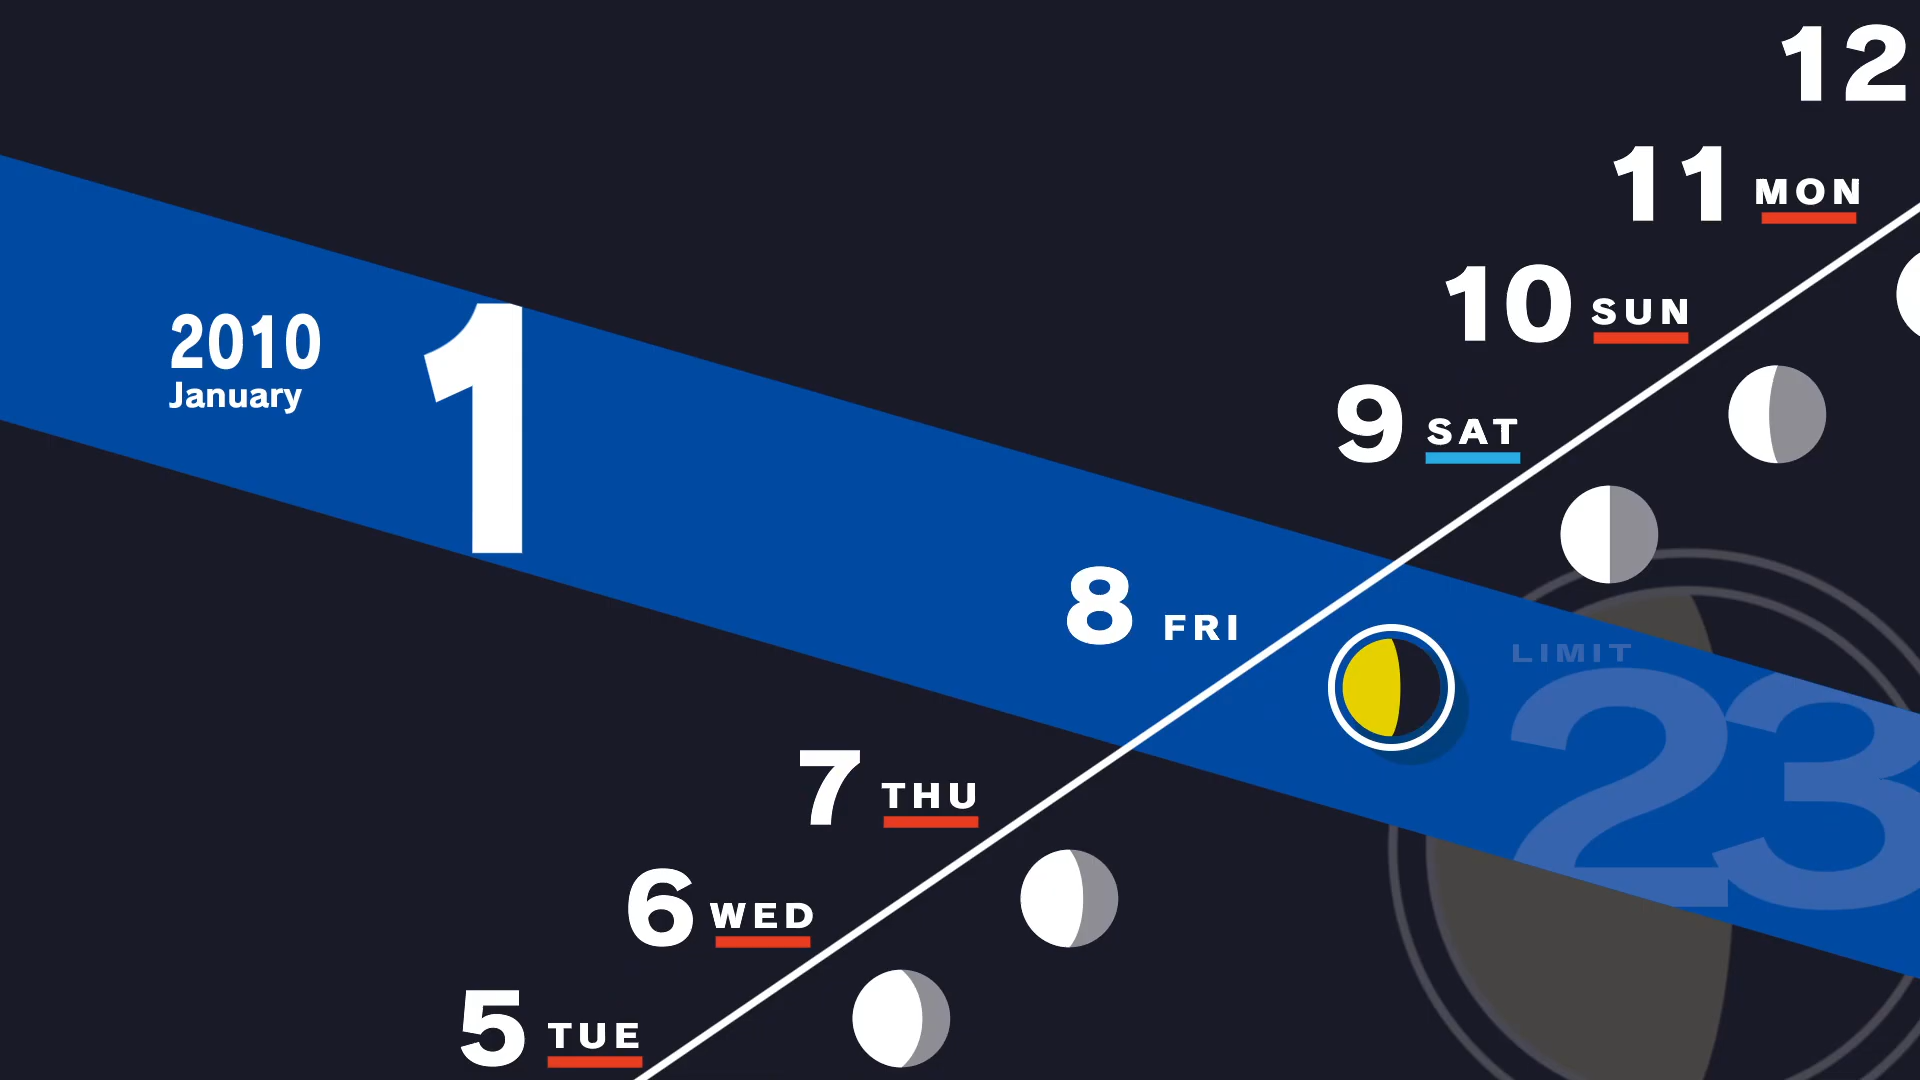 12
11 MON
10 SUN
9 SAT
2010
January
1
8 FRI
LIMIT
23
7 THU
6 WED
5 TUE